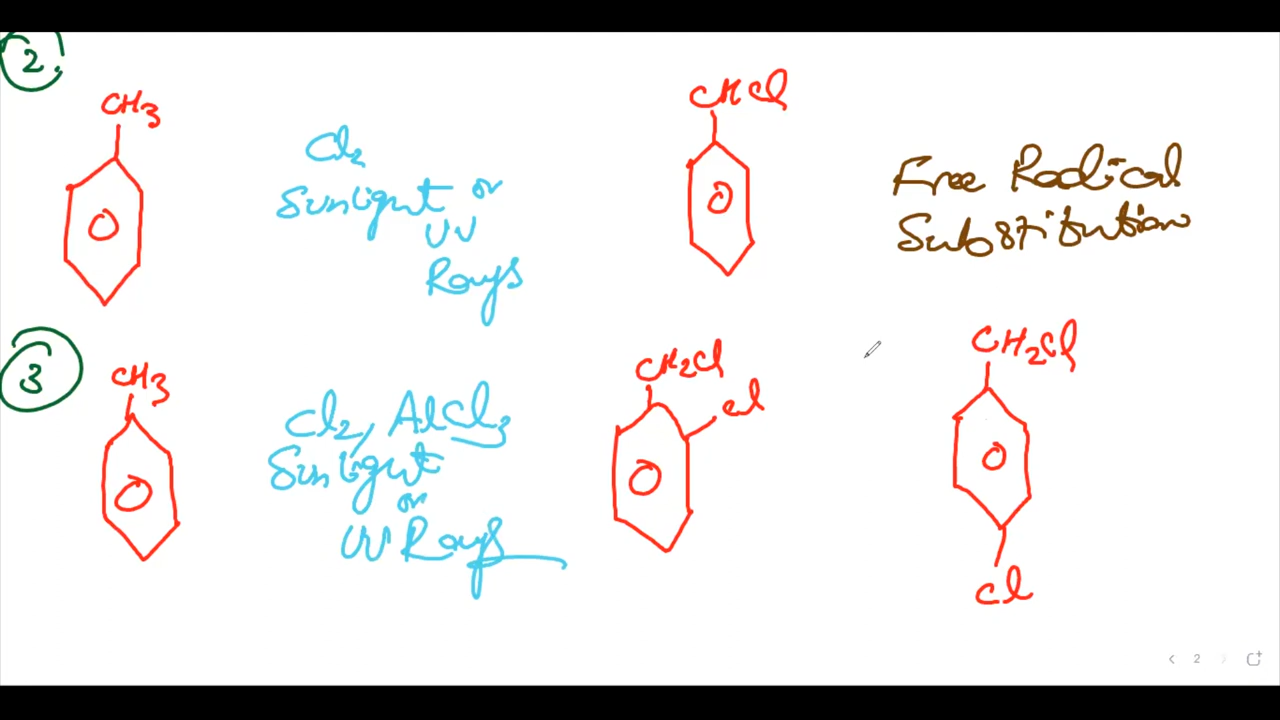 2.
CH3
Cl2
Sunlight or
UV
Rays
CHCl
Free Radical
Substitution
3
CH3
Cl2, AlCl3
Sunlight
or
UV Rays
CH2Cl
Cl
CH2Cl
Cl
2